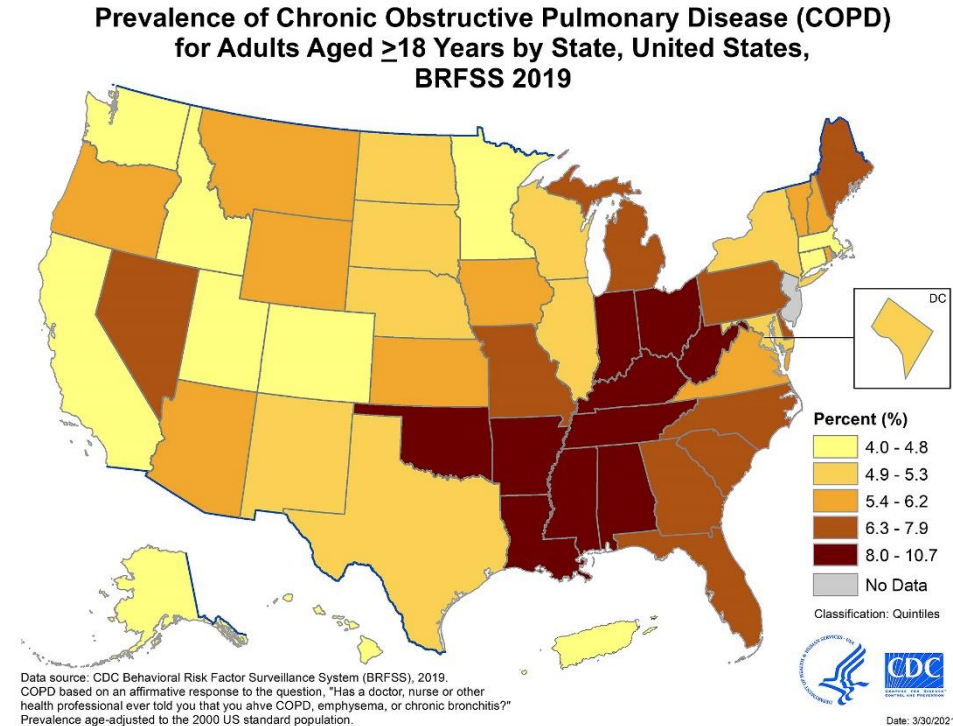 Prevalence of Chronic Obstructive Pulmonary Disease (COPD)
for Adults Aged >18 Years by State, United States,
BRFSS 2019
DC
Percent (%)
4.0 - 4.8
4.9 - 5.3
5.4 - 6.2
6.3 - 7.9
8.0 - 10.7
No Data
Classification: Quintiles
CDC
Data source: CDC Behavioral Risk Factor Surveillance System (BRFSS), 2019.
COPD based on an affirmative response to the question, "Has a doctor, nurse or other
health professional ever told you that you ahve COPD, emphysema, or chronic bronchitis?"
Prevalence age-adjusted to the 2000 US standard population.
Date: 3/30/2021